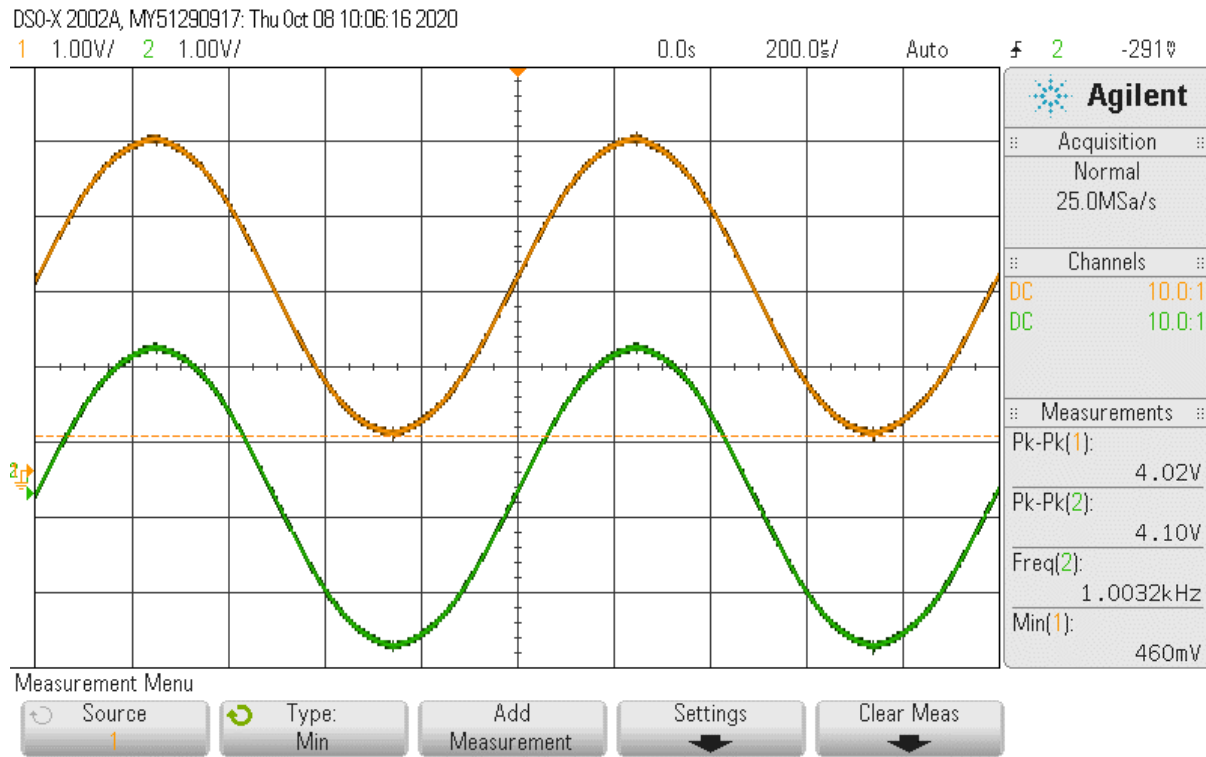 DSO-X 2002A, MY51290917: Thu Oct 08 10:06:16 2020
1 1.00V/ 2 1.00V/ 0.0s 200.0µs/ Auto 2 -291mV
Agilent
Acquisition
Normal
25.0MSa/s
Channels
DC 10.0:1
DC 10.0:1
Measurements
Pk-Pk(1):
4.02V
Pk-Pk(2):
4.10V
Freq(2):
1.0032kHz
Min(1):
460mV
2
Measurement Menu
Source
1
Type:
Min
Add
Measurement
Settings
Clear Meas